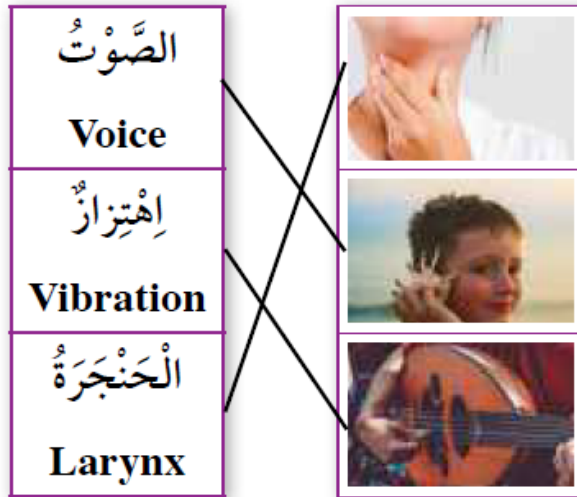 الصَّوْتُ
Voice
اِهْتِزازٌ
Vibration
الْحَنْجَرَةُ
Larynx